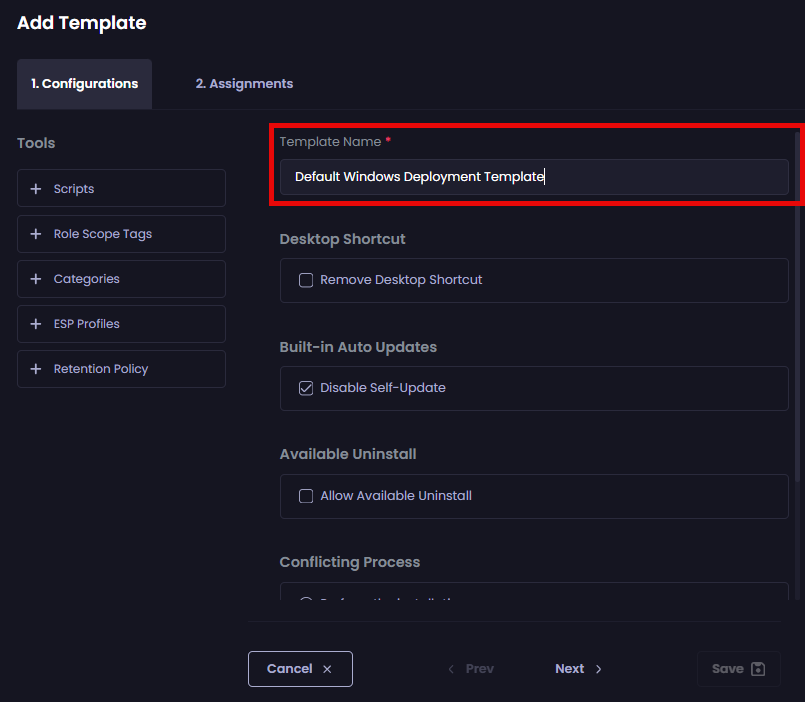 Add Template
1. Configurations
2. Assignments
Tools
Scripts
Role Scope Tags
Categories
ESP Profiles
Retention Policy
Template Name *
Default Windows Deployment Template
Desktop Shortcut
Remove Desktop Shortcut
Built-in Auto Updates
Disable Self-Update
Available Uninstall
Allow Available Uninstall
Conflicting Process
Cancel
Prev
Next
Save